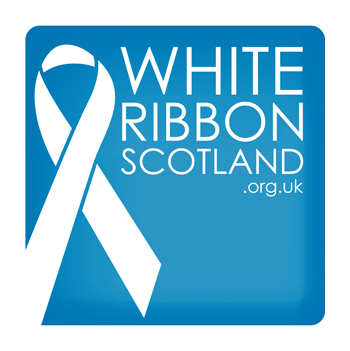 WHITE
RIBBON
SCOTLAND
.org.uk